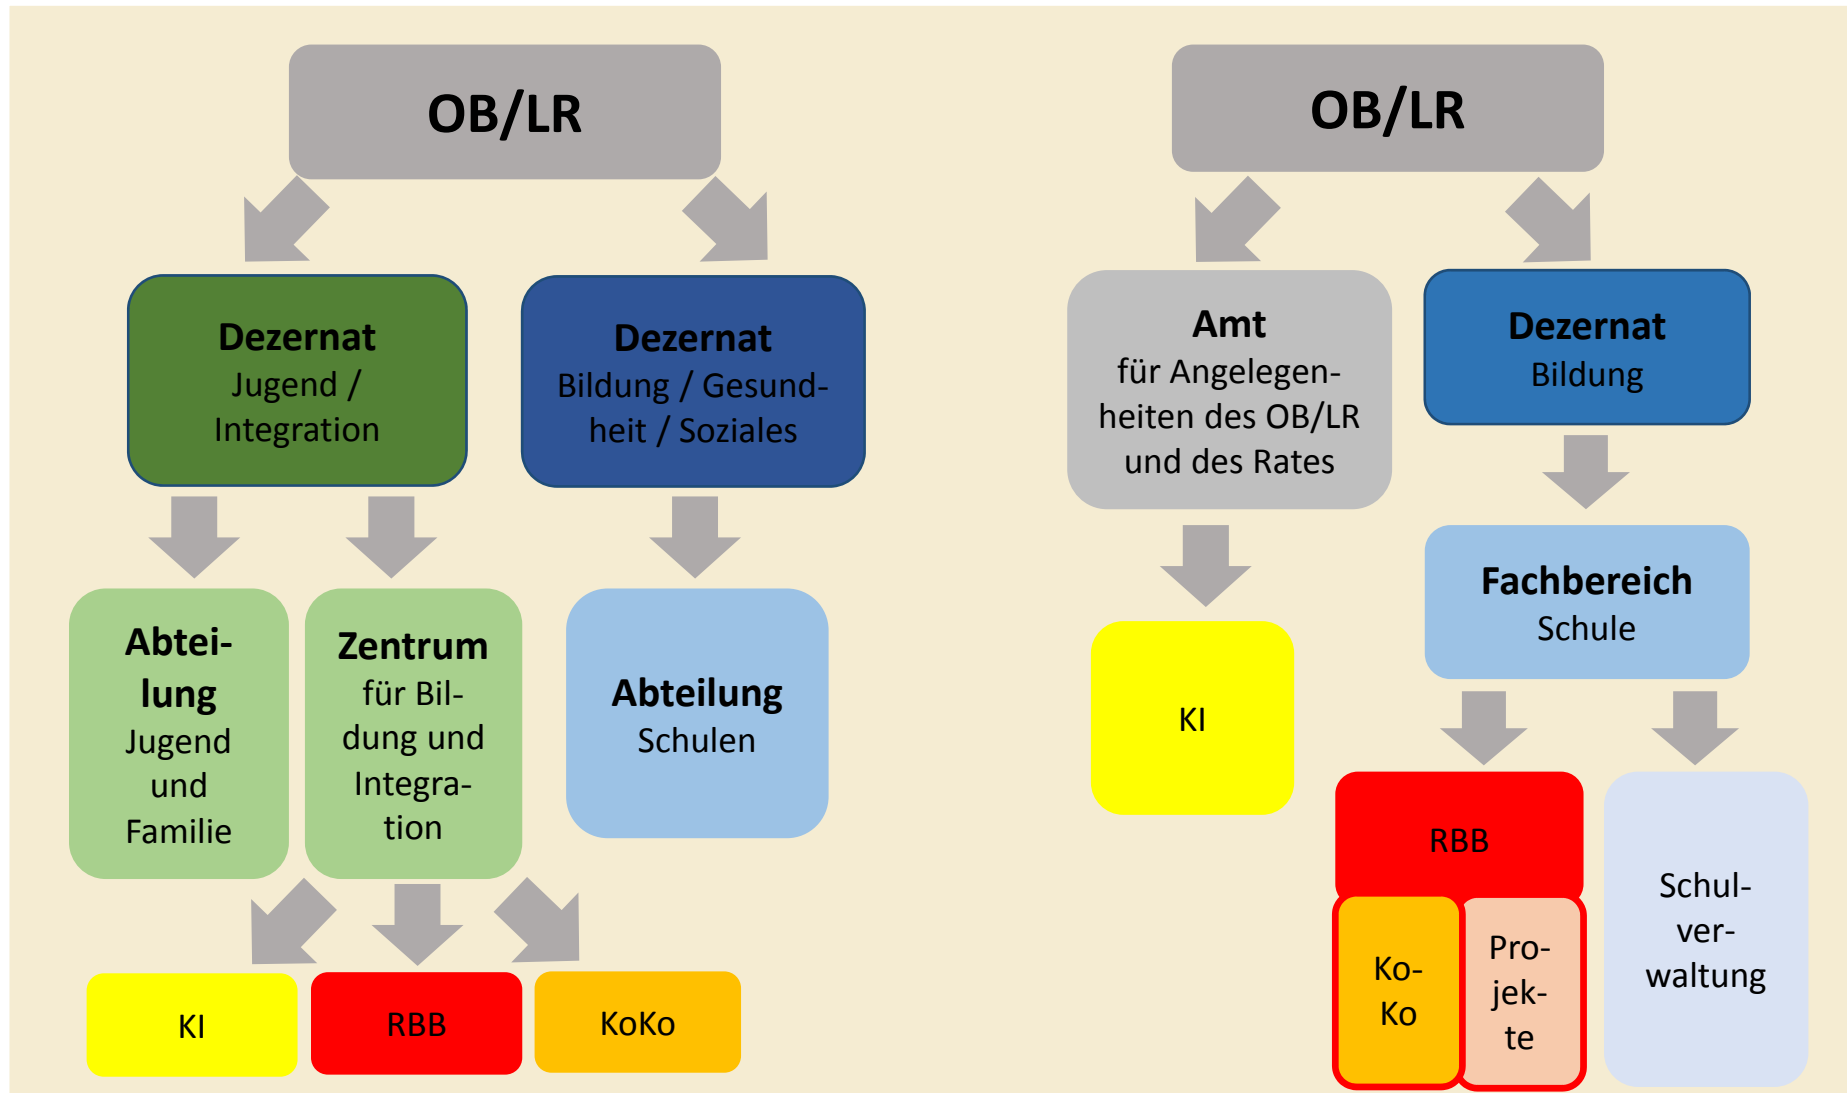 OB/LR
Dezernat
Jugend /
Integration
Dezernat
Bildung / Gesund-
heit / Soziales
Abtei-
lung
Jugend
und
Familie
Zentrum
für Bil-
dung und
Integra-
tion
Abteilung
Schulen
KI
RBB
KoKo
OB/LR
Amt
für Angelegen-
heiten des OB/LR
und des Rates
Dezernat
Bildung
Fachbereich
Schule
KI
RBB
Ko-
Ko
Pro-
jek-
te
Schul-
ver-
waltung